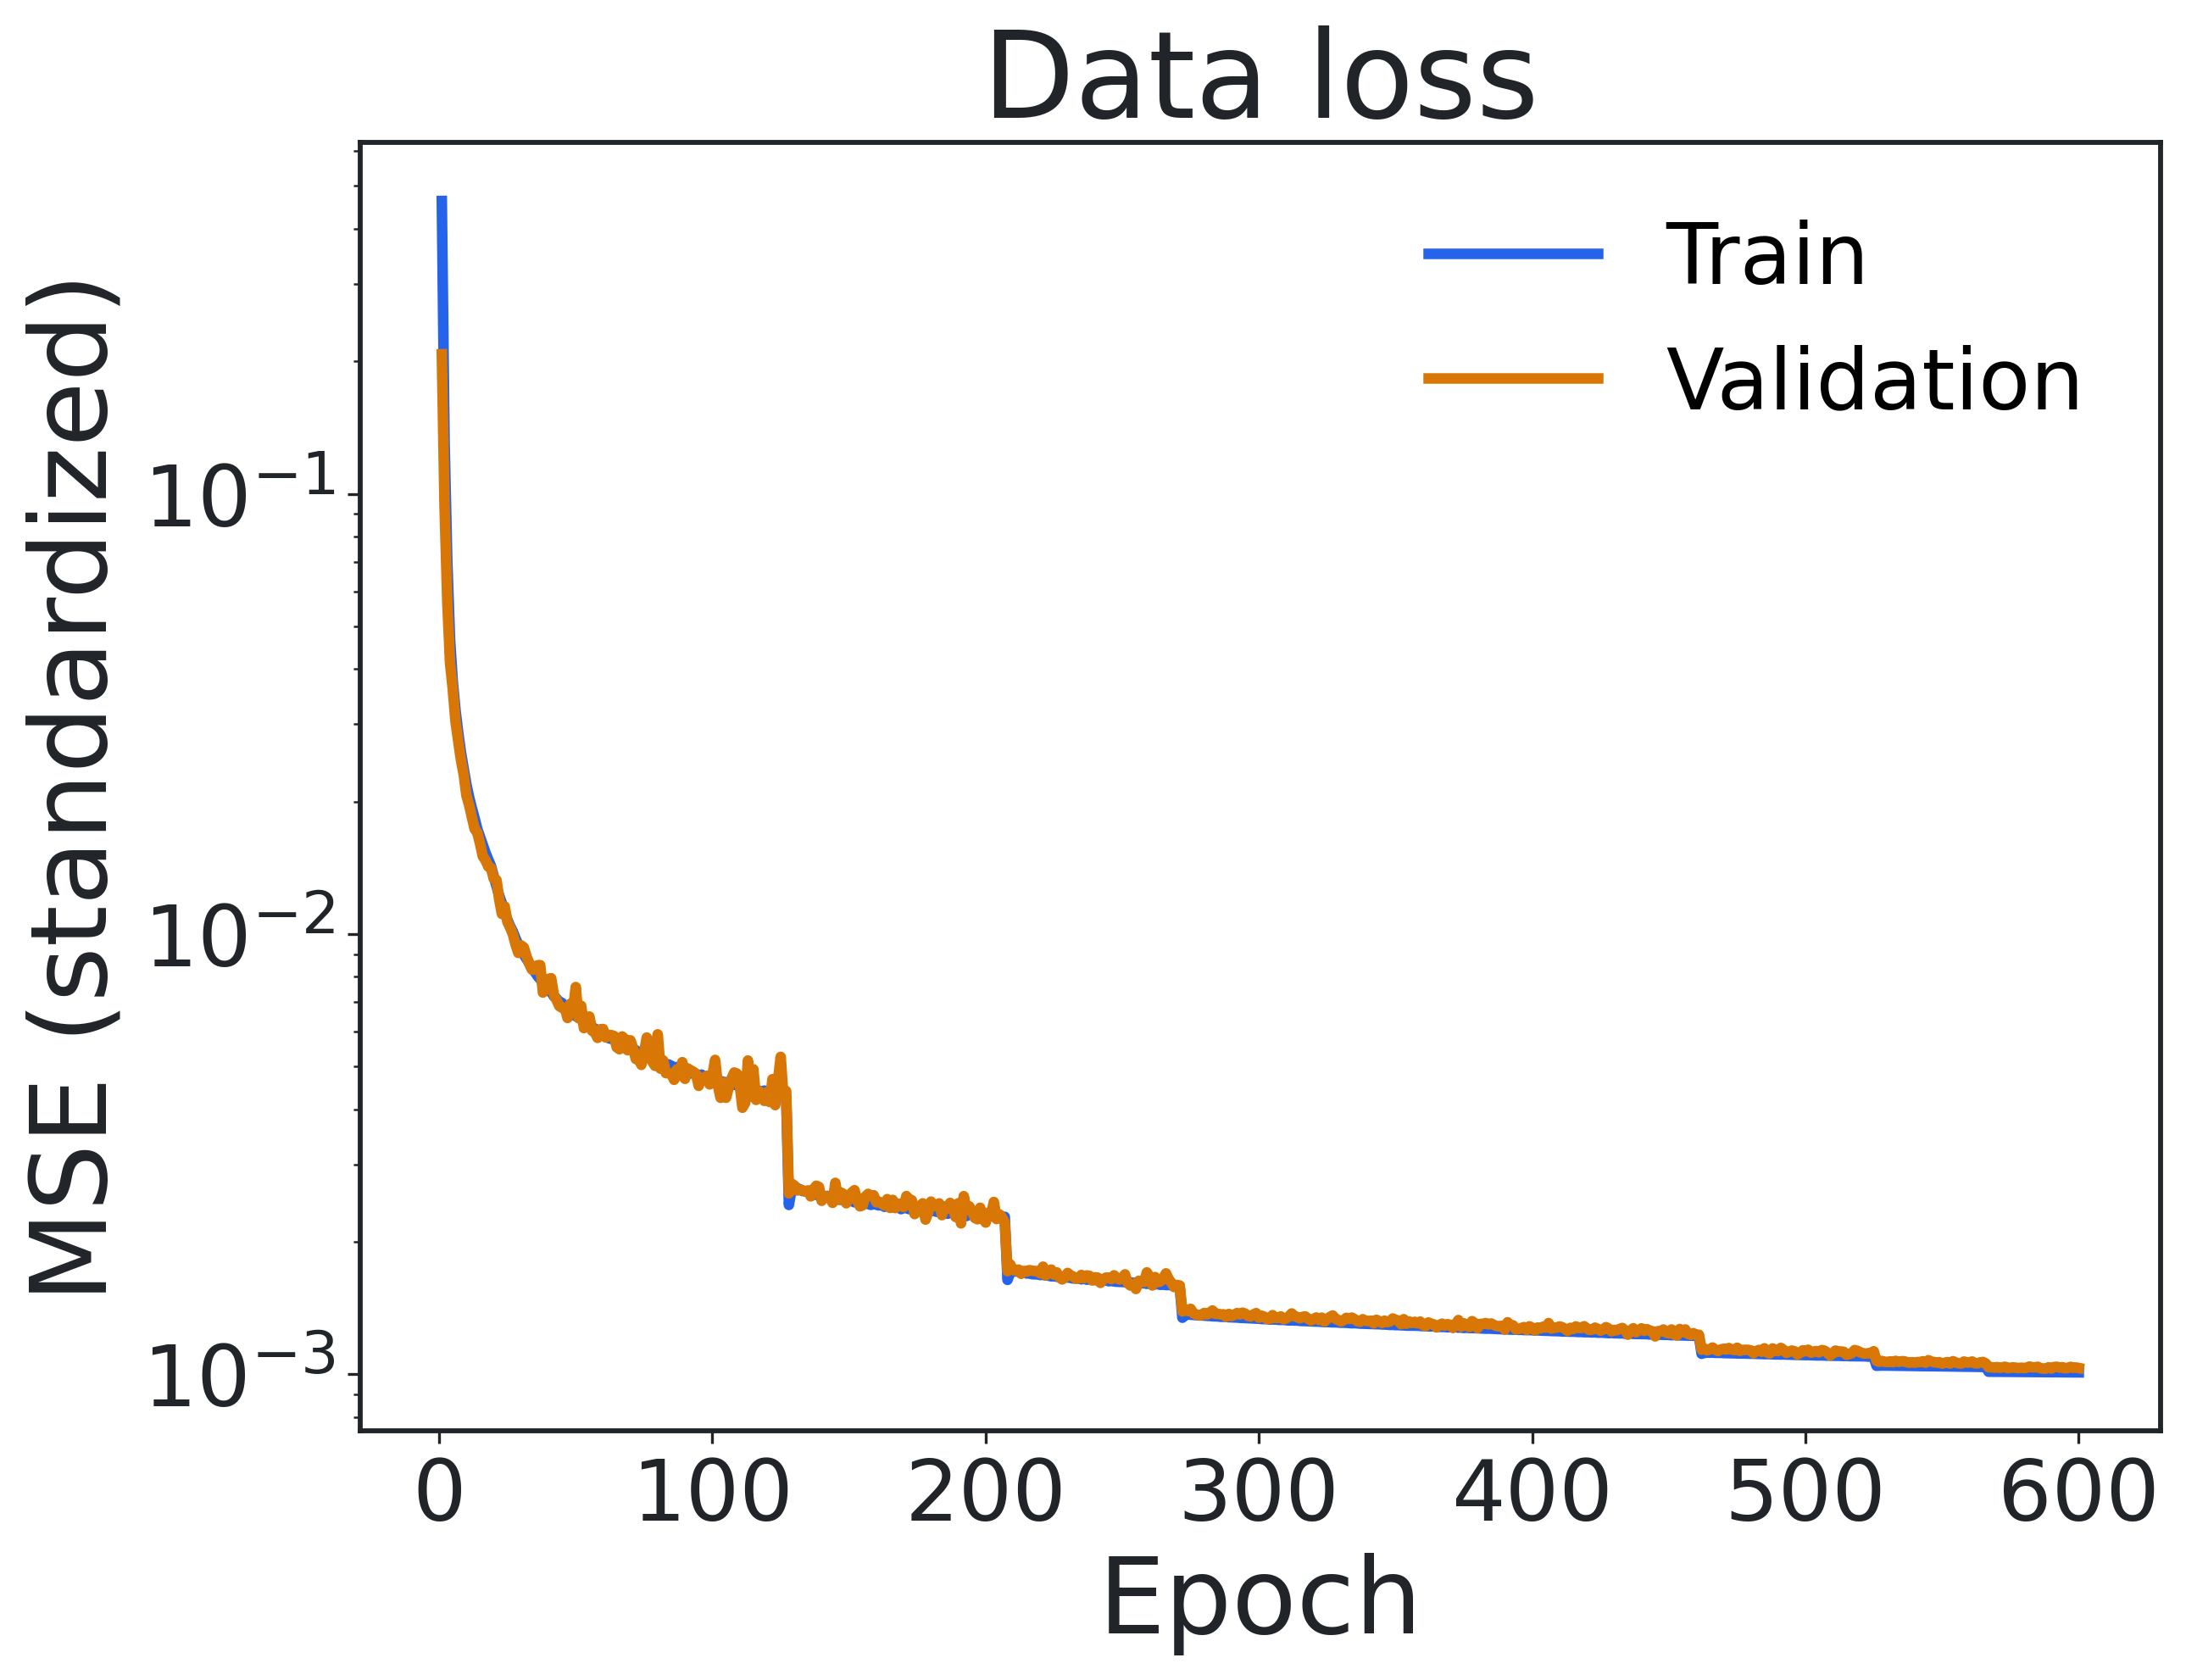 Data loss
Train
Validation
MSE (standardized)
10⁻¹
10⁻²
10⁻³
0 100 200 300 400 500 600
Epoch